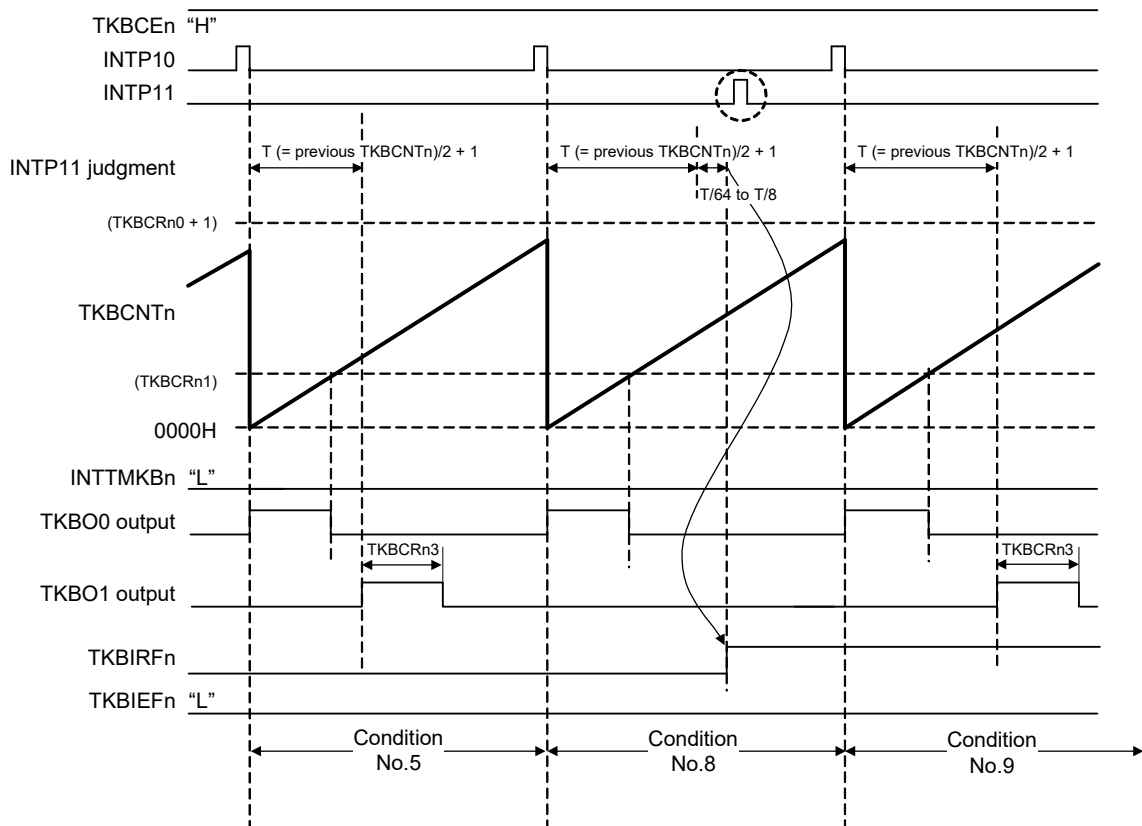 TKBCEn “H”
INTP10
INTP11
INTP11 judgment
T (= previous TKBCNTn)/2 + 1
T (= previous TKBCNTn)/2 + 1
T (= previous TKBCNTn)/2 + 1
T/64 to T/8
(TKBCRn0 + 1)
TKBCNTn
(TKBCRn1)
0000H
INTTMKBn “L”
TKBO0 output
TKBCRn3
TKBCRn3
TKBO1 output
TKBIRFn
TKBIEFn “L”
Condition
No.5
Condition
No.8
Condition
No.9